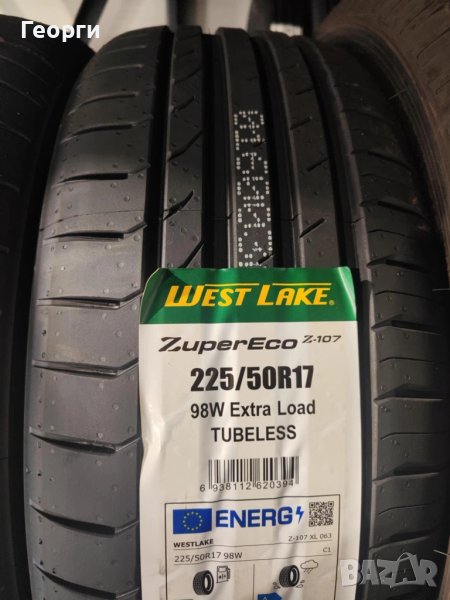 Георги
WEST LAKE®
ZuperEco Z-107
225/50R17
98W Extra Load
TUBELESS
6 938112 620394
ENERG
WESTLAKE
Z-107 XL 063
225/50R17 98W
C1
BAZAR